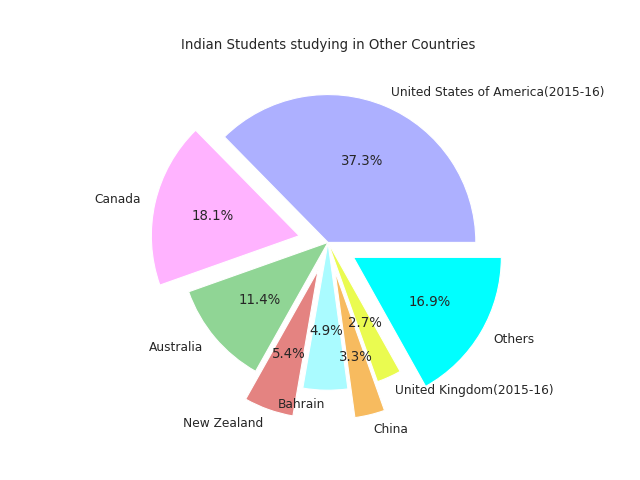 Indian Students studying in Other Countries
United States of America(2015-16)
37.3%
Canada
18.1%
Australia
11.4%
New Zealand
5.4%
Bahrain
4.9%
China
3.3%
United Kingdom(2015-16)
2.7%
Others
16.9%